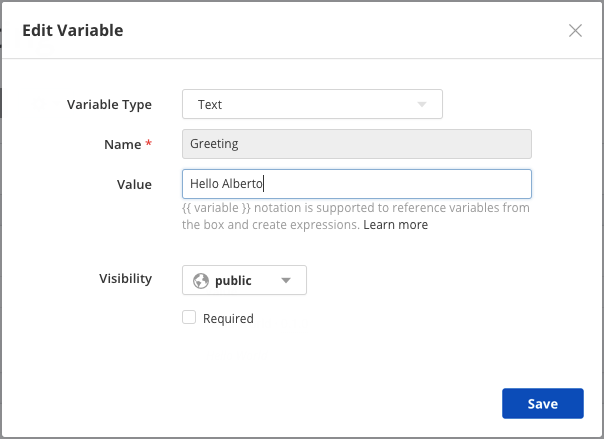 Edit Variable
Variable Type Text
Name * Greeting
Value Hello Alberto
{{ variable }} notation is supported to reference variables from
the box and create expressions. Learn more
Visibility public
Required
Save